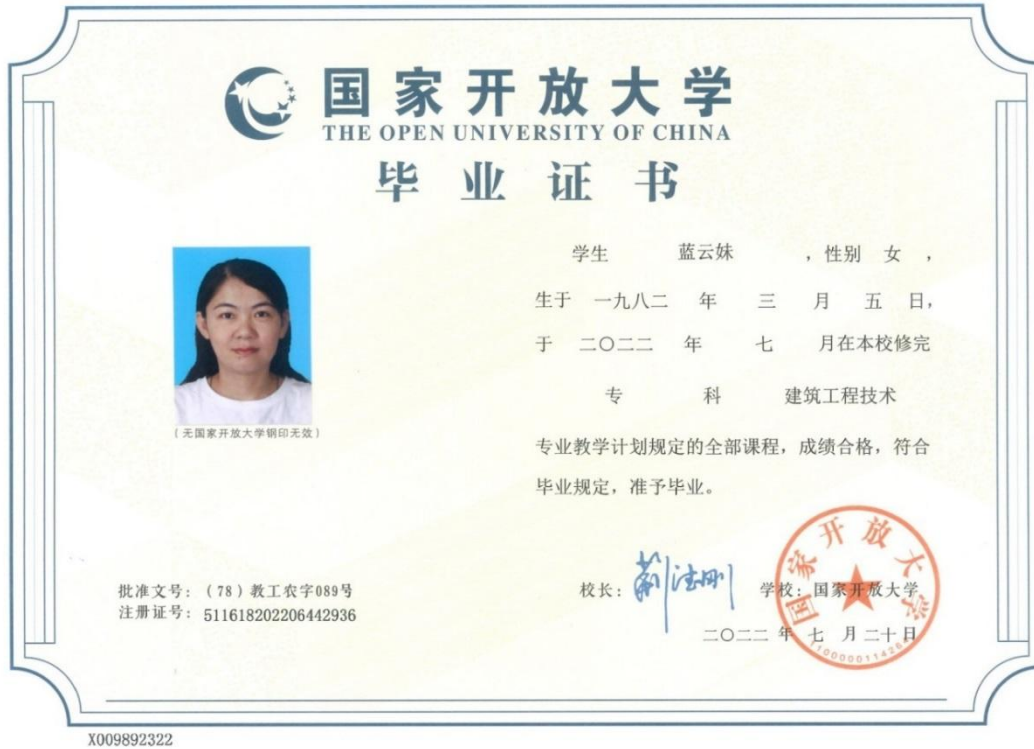 国家开放大学
THE OPEN UNIVERSITY OF CHINA
毕业证书
学生 蓝云妹 ，性别 女 ，
生于 一九八二 年 三 月 五 日，
于 二〇二二 年 七 月在本校修完
专 科 建筑工程技术
专业教学计划规定的全部课程，成绩合格，符合
毕业规定，准予毕业。
（无国家开放大学钢印无效）
批准文号：（78）教工农字089号
注册证号：511618202206442936
校长： 荆德刚 学校：国家开放大学
二〇二二 年 七 月 二十 日
国家开放大学
X009892322